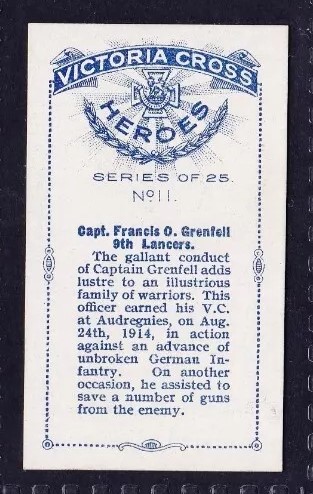 VICTORIA CROSS
HEROES
SERIES OF 25.
No 11.
Capt. Francis O. Grenfell
9th Lancers.
The gallant conduct
of Captain Grenfell adds
lustre to an illustrious
family of warriors. This
officer earned his V.C.
at Audregnies, on Aug.
24th, 1914, in action
against an advance of
unbroken German In-
fantry. On another
occasion, he assisted to
save a number of guns
from the enemy.